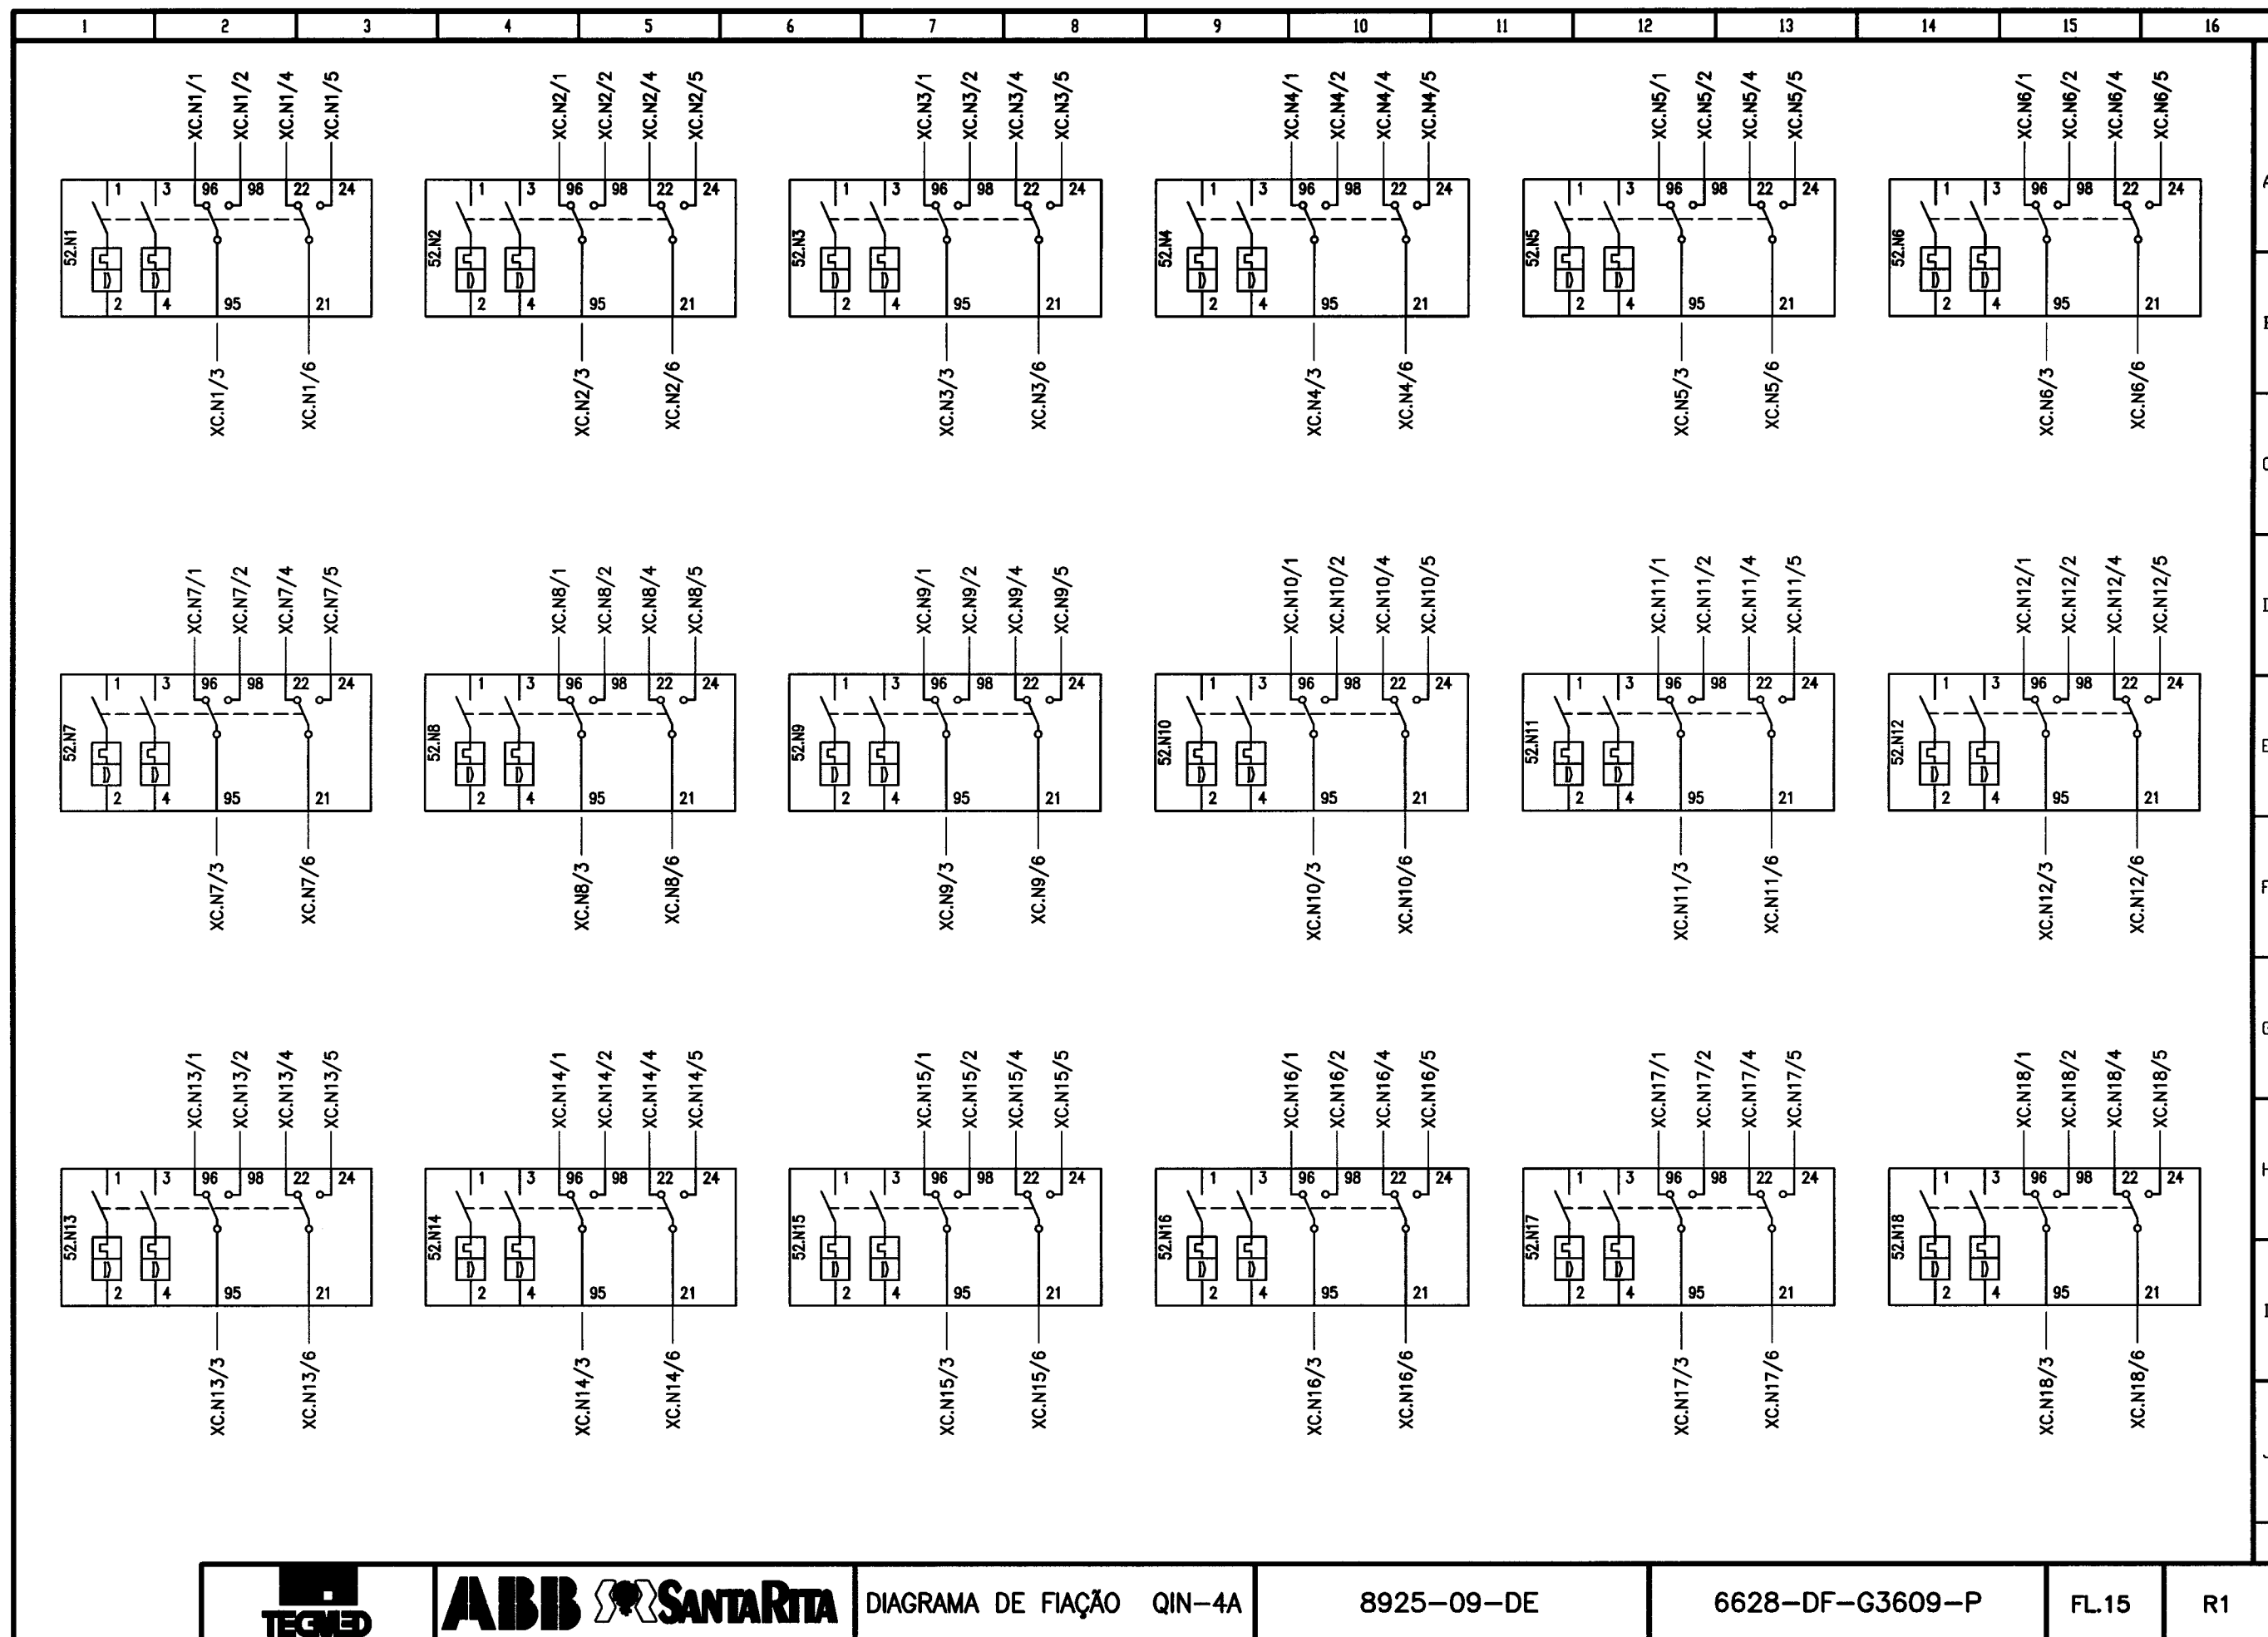 1 2 3 4 5 6 7 8 9 10 11 12 13 14 15 16
XC.N1/1 XC.N1/2 XC.N1/4 XC.N1/5 XC.N2/1 XC.N2/2 XC.N2/4 XC.N2/5 XC.N3/1 XC.N3/2 XC.N3/4 XC.N3/5 XC.N4/1 XC.N4/2 XC.N4/4 XC.N4/5 XC.N5/1 XC.N5/2 XC.N5/4 XC.N5/5 XC.N6/1 XC.N6/2 XC.N6/4 XC.N6/5
1 3 96 98 22 24 1 3 96 98 22 24 1 3 96 98 22 24 1 3 96 98 22 24 1 3 96 98 22 24 1 3 96 98 22 24
52.N1 D D 52.N2 D D 52.N3 D D 52.N4 D D 52.N5 D D 52.N6 D D
2 4 95 21 2 4 95 21 2 4 95 21 2 4 95 21 2 4 95 21 2 4 95 21
XC.N1/3 XC.N1/6 XC.N2/3 XC.N2/6 XC.N3/3 XC.N3/6 XC.N4/3 XC.N4/6 XC.N5/3 XC.N5/6 XC.N6/3 XC.N6/6
XC.N7/1 XC.N7/2 XC.N7/4 XC.N7/5 XC.N8/1 XC.N8/2 XC.N8/4 XC.N8/5 XC.N9/1 XC.N9/2 XC.N9/4 XC.N9/5 XC.N10/1 XC.N10/2 XC.N10/4 XC.N10/5 XC.N11/1 XC.N11/2 XC.N11/4 XC.N11/5 XC.N12/1 XC.N12/2 XC.N12/4 XC.N12/5
1 3 96 98 22 24 1 3 96 98 22 24 1 3 96 98 22 24 1 3 96 98 22 24 1 3 96 98 22 24 1 3 96 98 22 24
52.N7 D D 52.N8 D D 52.N9 D D 52.N10 D D 52.N11 D D 52.N12 D D
2 4 95 21 2 4 95 21 2 4 95 21 2 4 95 21 2 4 95 21 2 4 95 21
XC.N7/3 XC.N7/6 XC.N8/3 XC.N8/6 XC.N9/3 XC.N9/6 XC.N10/3 XC.N10/6 XC.N11/3 XC.N11/6 XC.N12/3 XC.N12/6
XC.N13/1 XC.N13/2 XC.N13/4 XC.N13/5 XC.N14/1 XC.N14/2 XC.N14/4 XC.N14/5 XC.N15/1 XC.N15/2 XC.N15/4 XC.N15/5 XC.N16/1 XC.N16/2 XC.N16/4 XC.N16/5 XC.N17/1 XC.N17/2 XC.N17/4 XC.N17/5 XC.N18/1 XC.N18/2 XC.N18/4 XC.N18/5
1 3 96 98 22 24 1 3 96 98 22 24 1 3 96 98 22 24 1 3 96 98 22 24 1 3 96 98 22 24 1 3 96 98 22 24
52.N13 D D 52.N14 D D 52.N15 D D 52.N16 D D 52.N17 D D 52.N18 D D
2 4 95 21 2 4 95 21 2 4 95 21 2 4 95 21 2 4 95 21 2 4 95 21
XC.N13/3 XC.N13/6 XC.N14/3 XC.N14/6 XC.N15/3 XC.N15/6 XC.N16/3 XC.N16/6 XC.N17/3 XC.N17/6 XC.N18/3 XC.N18/6
TEGMED ABB SANTARITA DIAGRAMA DE FIAÇÃO QIN-4A 8925-09-DE 6628-DF-G3609-P FL.15 R1